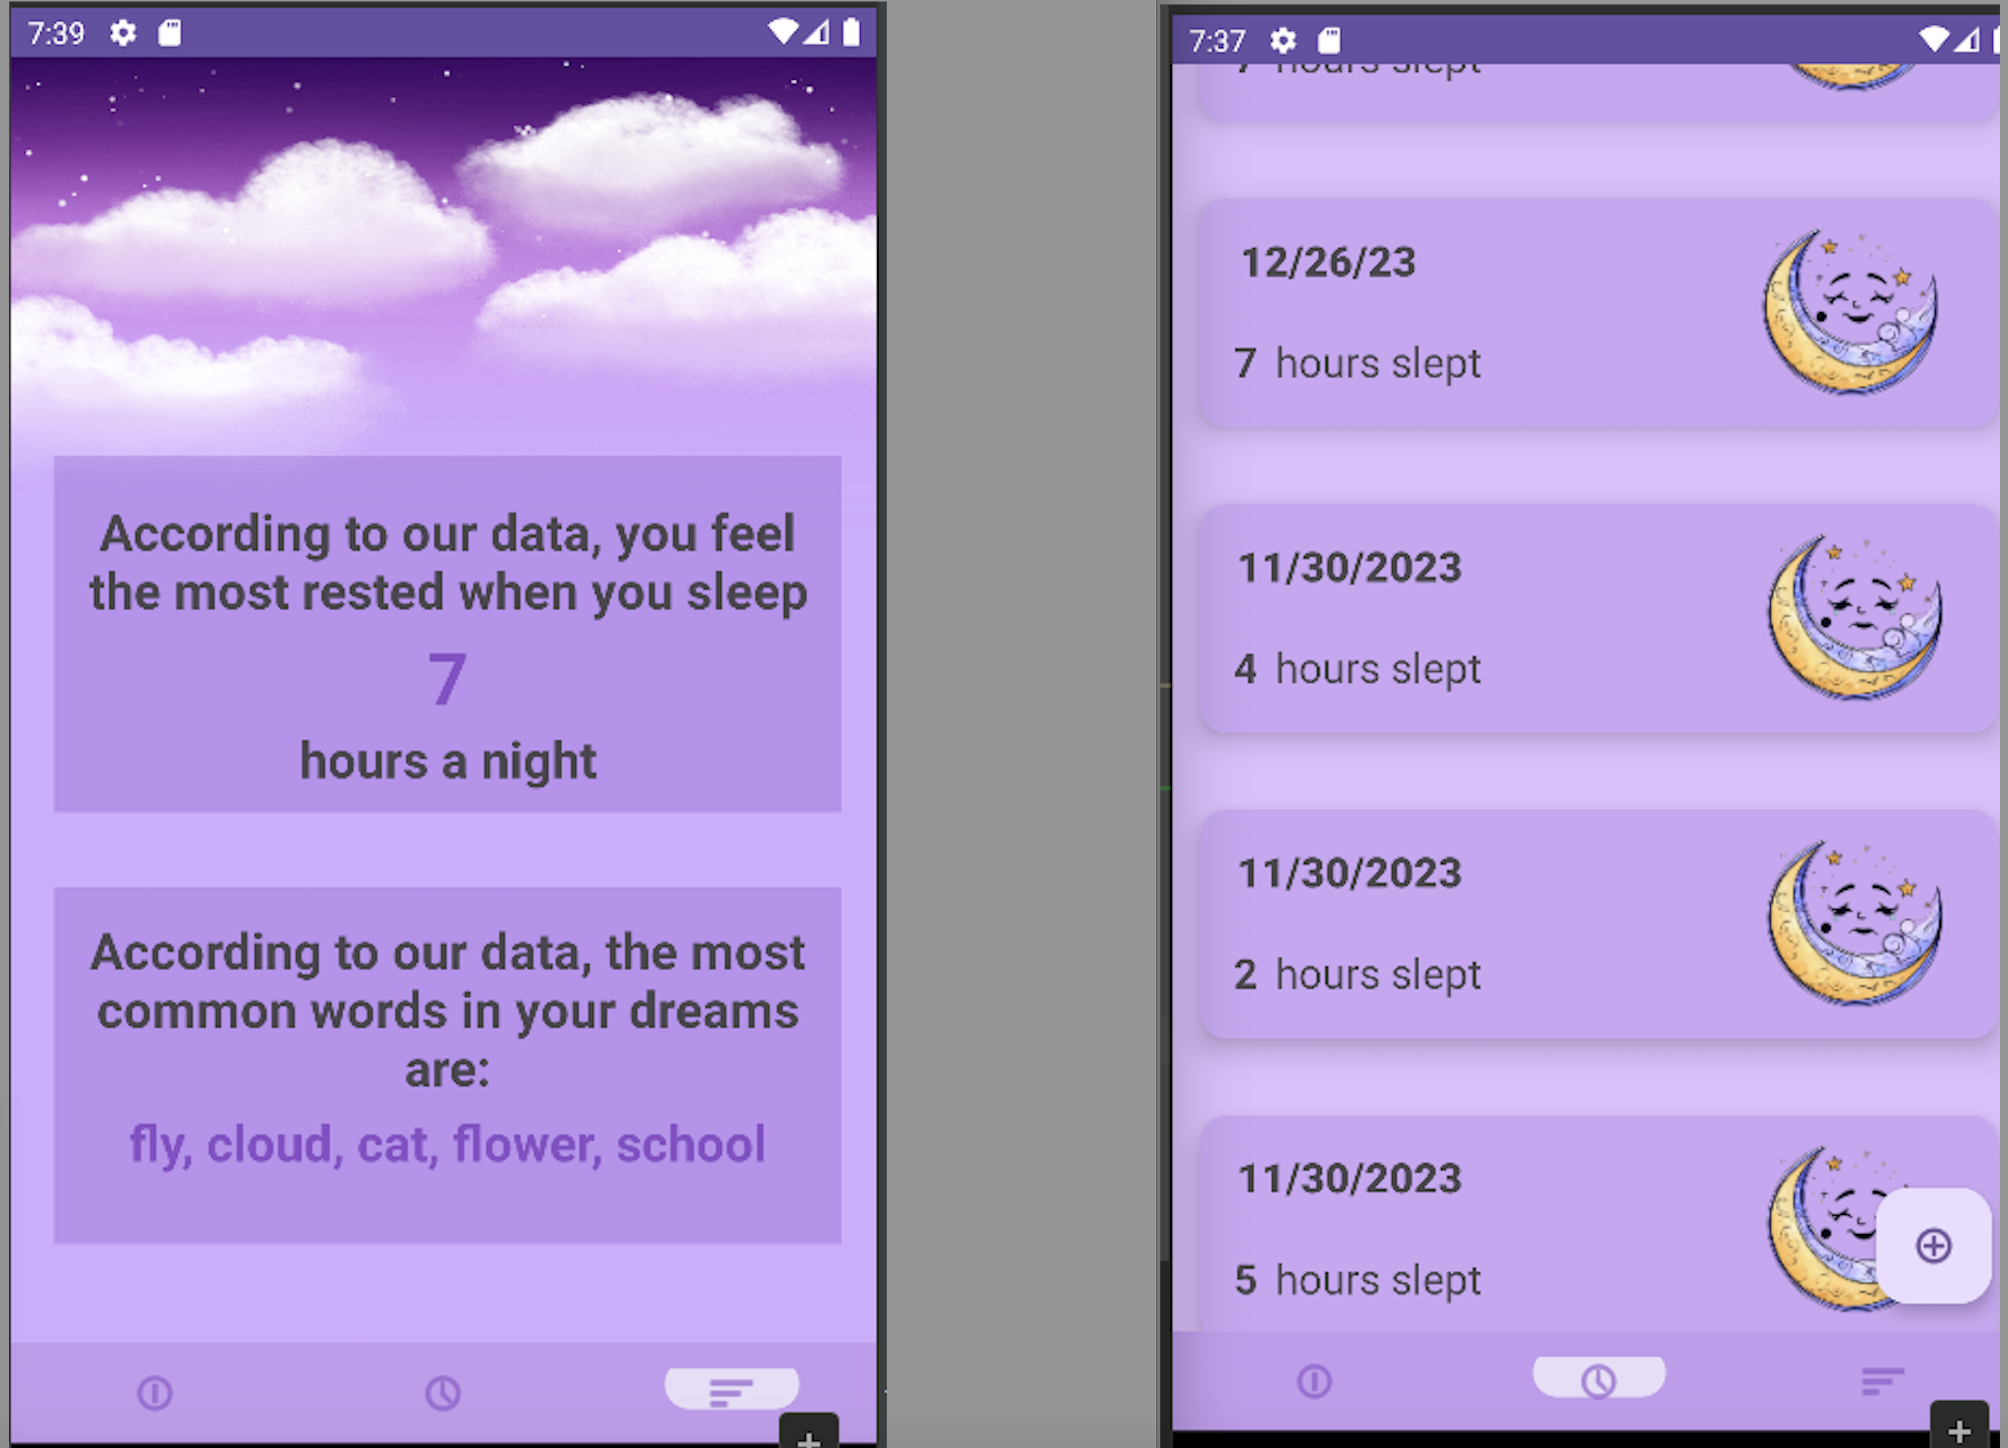 7:39
According to our data, you feel
the most rested when you sleep
7
hours a night
According to our data, the most
common words in your dreams
are:
fly, cloud, cat, flower, school
7:37
7 hours slept
12/26/23
7 hours slept
11/30/2023
4 hours slept
11/30/2023
2 hours slept
11/30/2023
5 hours slept